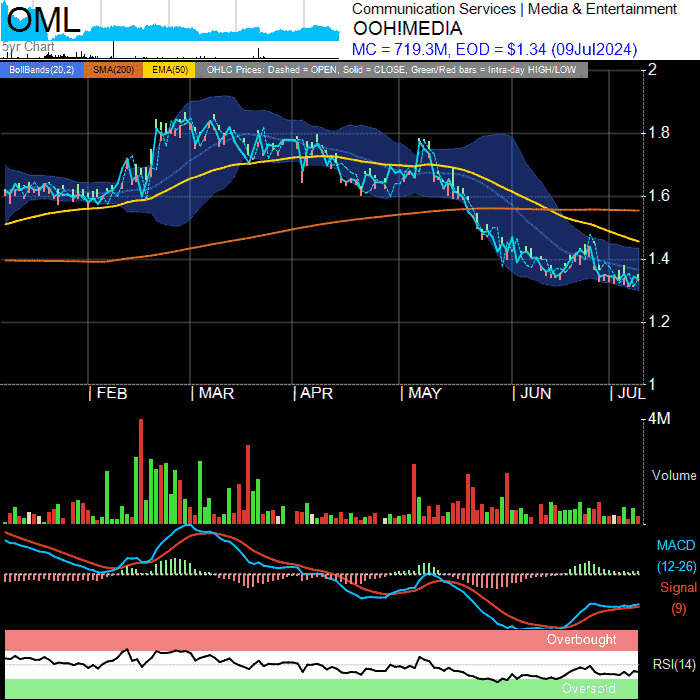 OML
Communication Services | Media & Entertainment
OOH!MEDIA
5yr Chart
MC = 719.3M, EOD = $1.34 (09Jul2024)
BollBands(20,2) SMA(200) EMA(50) OHLC Prices: Dashed = OPEN, Solid = CLOSE, Green/Red bars = Intra-day HIGH/LOW
2
1.8
1.6
1.4
1.2
1
| FEB | MAR | APR | MAY | JUN | JUL
4M
Volume
MACD
(12-26)
Signal
(9)
Overbought
RSI(14)
Oversold